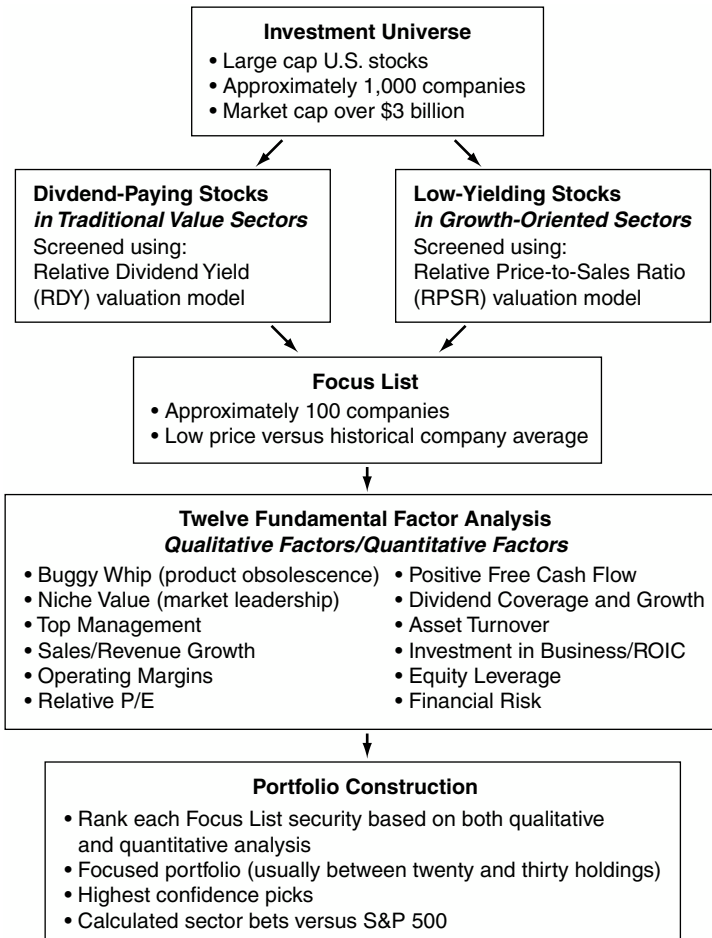 Investment Universe
• Large cap U.S. stocks
• Approximately 1,000 companies
• Market cap over $3 billion
Divdend-Paying Stocks
in Traditional Value Sectors
Screened using:
Relative Dividend Yield
(RDY) valuation model
Low-Yielding Stocks
in Growth-Oriented Sectors
Screened using:
Relative Price-to-Sales Ratio
(RPSR) valuation model
Focus List
• Approximately 100 companies
• Low price versus historical company average
Twelve Fundamental Factor Analysis
Qualitative Factors/Quantitative Factors
• Buggy Whip (product obsolescence)
• Niche Value (market leadership)
• Top Management
• Sales/Revenue Growth
• Operating Margins
• Relative P/E
• Positive Free Cash Flow
• Dividend Coverage and Growth
• Asset Turnover
• Investment in Business/ROIC
• Equity Leverage
• Financial Risk
Portfolio Construction
• Rank each Focus List security based on both qualitative
and quantitative analysis
• Focused portfolio (usually between twenty and thirty holdings)
• Highest confidence picks
• Calculated sector bets versus S&P 500